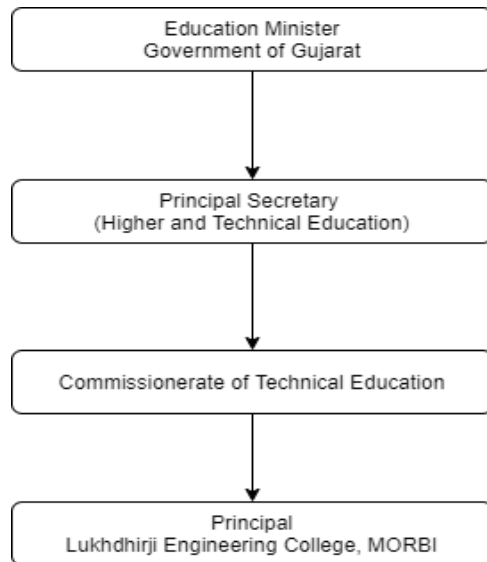 Education Minister
Government of Gujarat
Principal Secretary
(Higher and Technical Education)
Commissionerate of Technical Education
Principal
Lukhdhirji Engineering College, MORBI